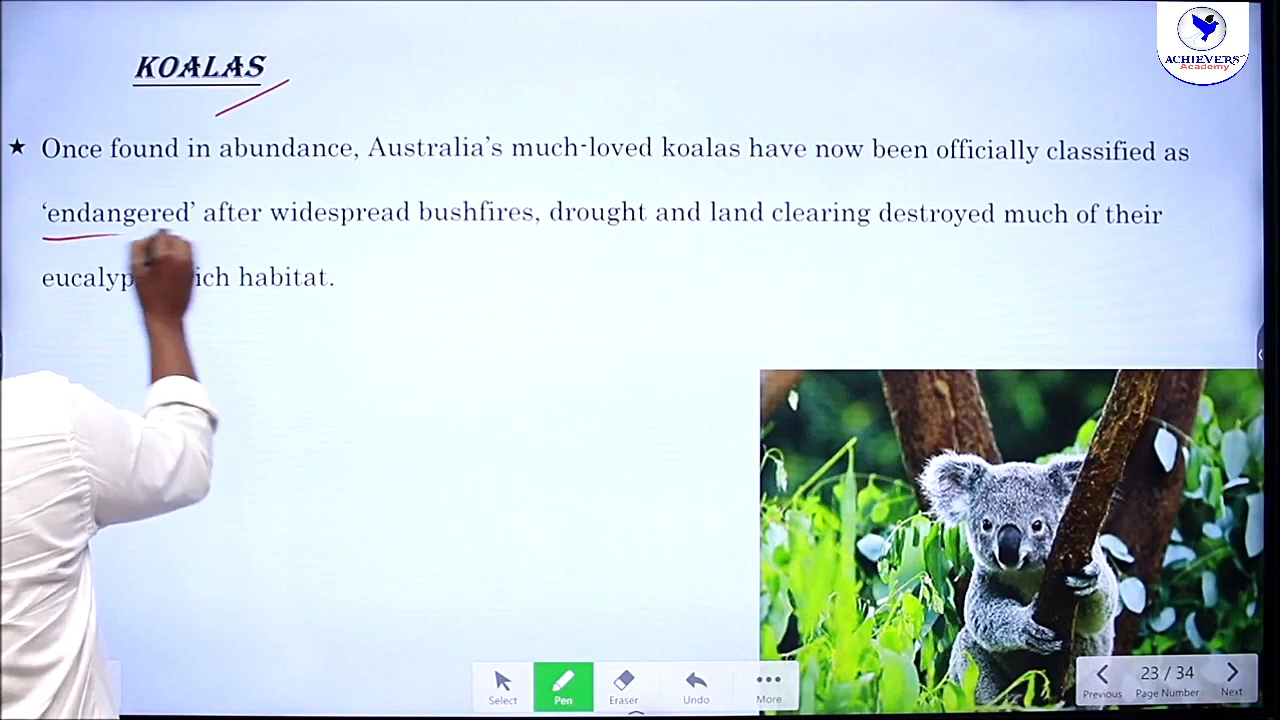 KOALAS
ACHIEVERS
Academy
★ Once found in abundance, Australia's much-loved koalas have now been officially classified as
'endangered' after widespread bushfires, drought and land clearing destroyed much of their
habitat.
Select Pen Eraser Undo More
Previous 23 / 34 Next
Page Number